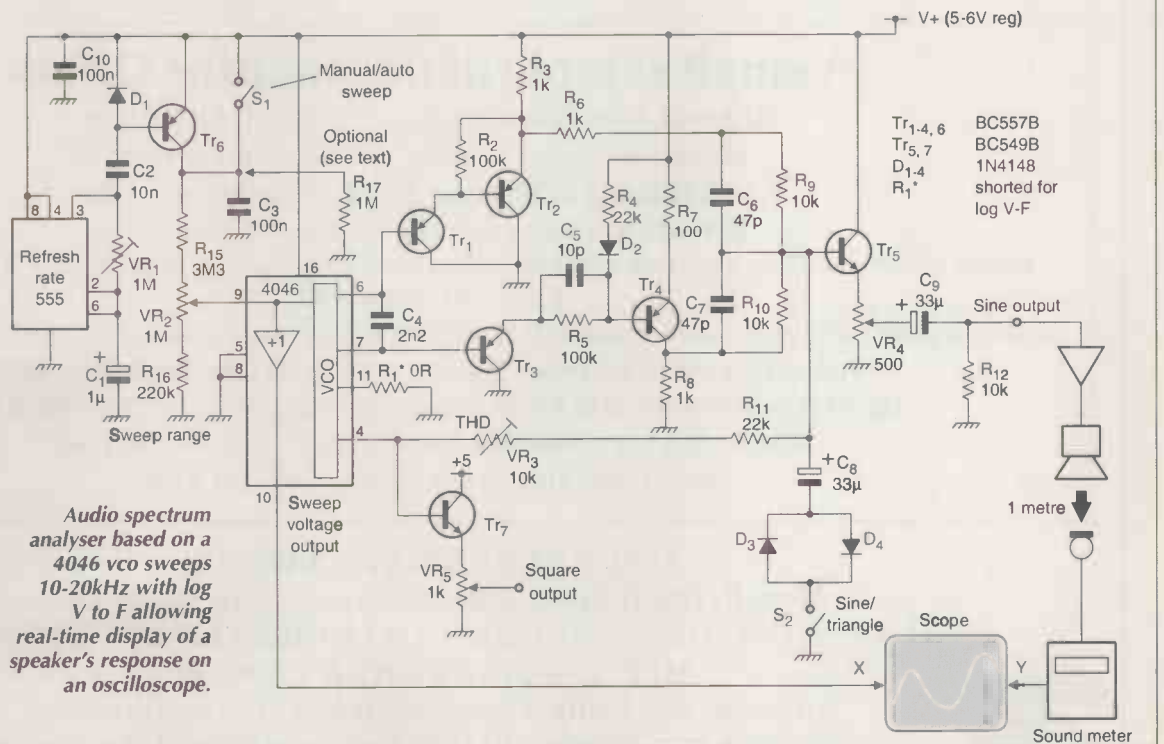 V+ (5-6V reg)
C10
100n
D1
Tr6
S1
Manual/auto
sweep
Optional
(see text)
R17
1M
C2
10n
C3
100n
8 4 3
Refresh
rate
555
2
6
VR1
1M
C1
1µ
+
R15
3M3
VR2
1M
R16
220k
Sweep range
16
4046
9
+1
VCO
5
8
6
7
11
4
10
C4
2n2
R1* 0R
Sweep
voltage
output
R3
1k
R2
100k
R6
1k
Tr1
Tr2
Tr3
C5
10p
R4
22k
D2
R5
100k
R7
100
Tr4
R8
1k
C6
47p
C7
47p
R9
10k
R10
10k
Tr1-4, 6 BC557B
Tr5, 7 BC549B
D1-4 1N4148
R1* shorted for
log V-F
Tr5
C9
33µ
+
Sine output
VR4
500
R12
10k
THD
VR3
10k
R11
22k
+5
Tr7
VR5
1k
Square
output
+ C8
33µ
D3
D4
S2
Sine/
triangle
1 metre
Scope
X
Y
Sound meter
Audio spectrum
analyser based on a
4046 vco sweeps
10-20kHz with log
V to F allowing
real-time display of a
speaker's response on
an oscilloscope.